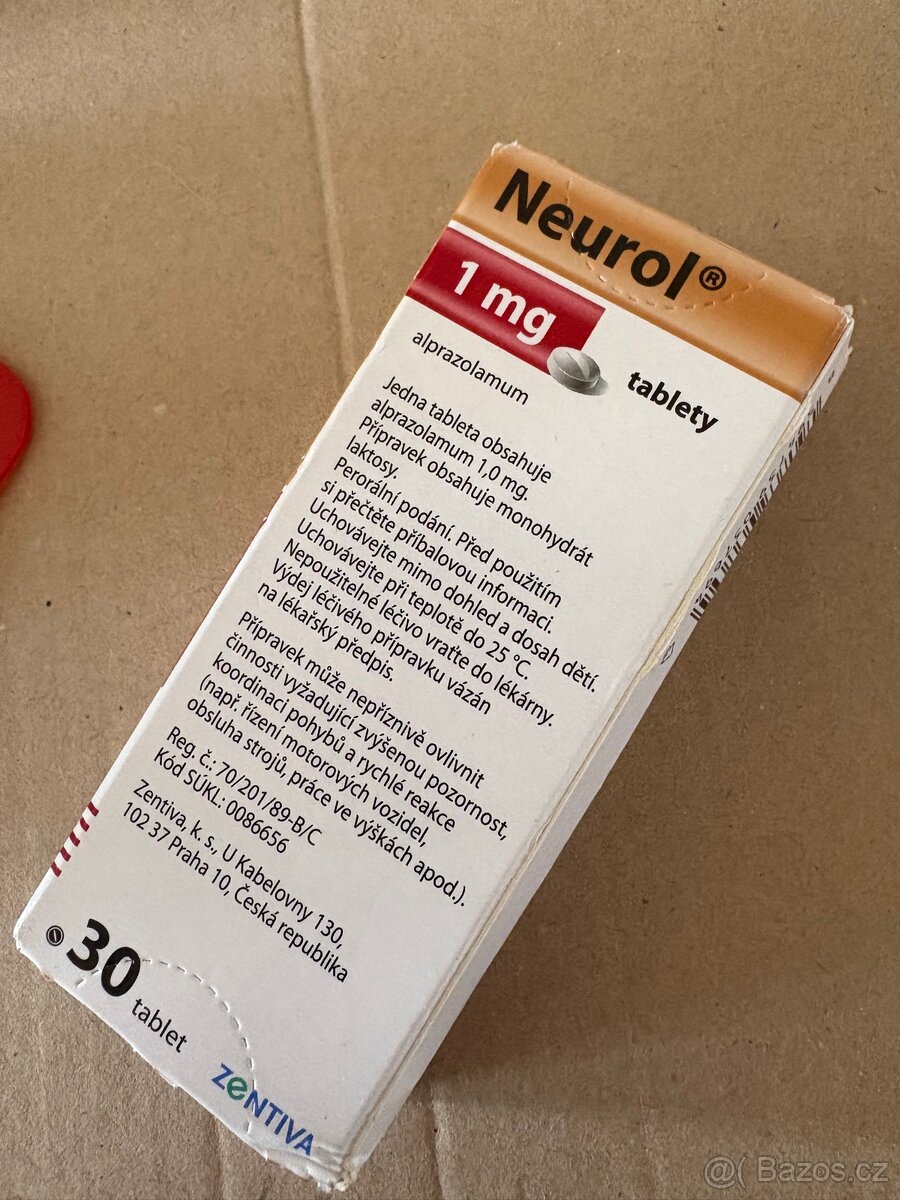 Neurol®
1 mg
tablety
alprazolamum
Jedna tableta obsahuje
alprazolamum 1,0 mg.
Přípravek obsahuje monohydrát
laktosy.
Perorální podání. Před použitím
si přečtěte příbalovou informaci.
Uchovávejte mimo dohled a dosah dětí.
Uchovávejte při teplotě do 25 °C.
Nepoužitelné léčivo vraťte do lékárny.
Výdej léčivého přípravku vázán
na lékařský předpis.
Přípravek může nepříznivě ovlivnit
činnosti vyžadující zvýšenou pozornost,
koordinaci pohybů a rychlé reakce
(např. řízení motorových vozidel,
obsluha strojů, práce ve výškách apod.).
Reg. č.: 70/201/89-B/C
Kód SÚKL: 0086656
Zentiva, k. s., U Kabelovny 130,
102 37 Praha 10, Česká republika
30
tablet
ZENTIVA
@( Bazos.cz